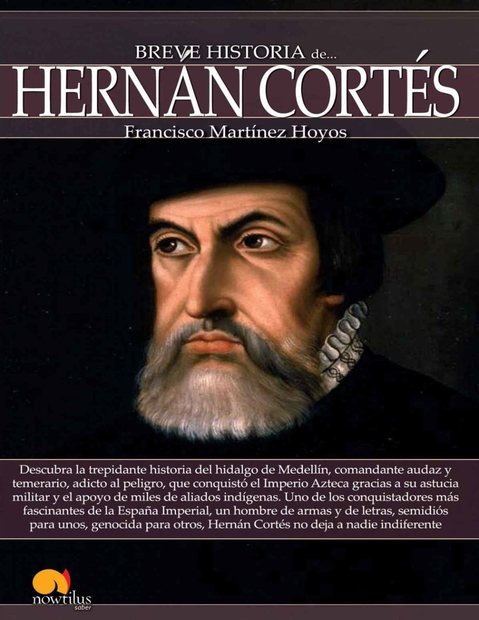 BREVE HISTORIA de...
HERNÁN CORTÉS
Francisco Martínez Hoyos
Descubra la trepidante historia del hidalgo de Medellín, comandante audaz y
temerario, adicto al peligro, que conquistó el Imperio Azteca gracias a su astucia
militar y el apoyo de miles de aliados indígenas. Uno de los conquistadores más
fascinantes de la España Imperial, un hombre de armas y de letras, semidiós
para unos, genocida para otros, Hernán Cortés no deja a nadie indiferente
nowtilus
saber